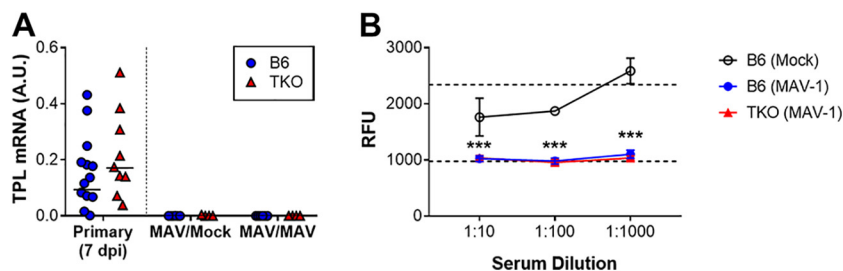 A
TPL mRNA (A.U.)
0.6
0.4
0.2
0.0
B6
TKO
Primary
(7 dpi)
MAV/Mock
MAV/MAV
B
RFU
3000
2000
1000
0
***
***
***
1:10
1:100
1:1000
Serum Dilution
B6 (Mock)
B6 (MAV-1)
TKO (MAV-1)